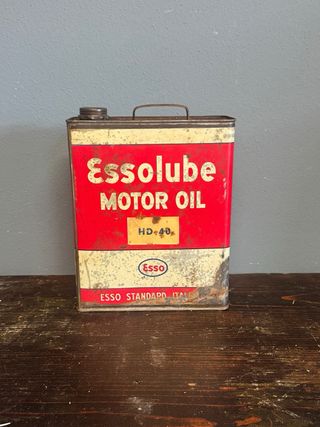 Essolube
MOTOR OIL
HD-40
Esso
ESSO STANDARD